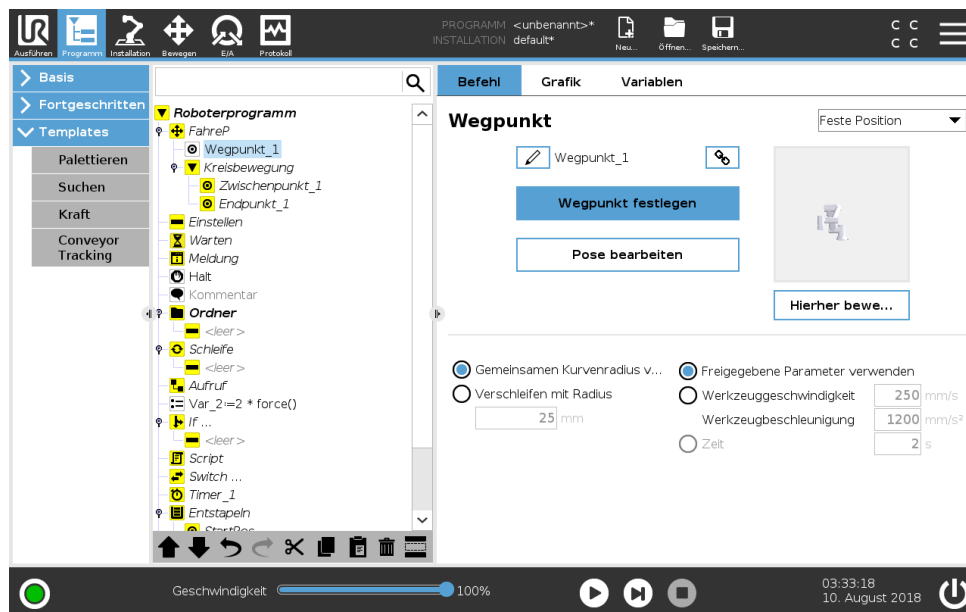 PROGRAMM <unbenannt>*
INSTALLATION default*
C C
C C
Ausführen Programm Installation Bewegen E/A Protokoll
Neu... Öffnen... Speichern...
Basis
Fortgeschritten
Templates
Palettieren
Suchen
Kraft
Conveyor
Tracking
Roboterprogramm
FahreP
Wegpunkt_1
Kreisbewegung
Zwischenpunkt_1
Endpunkt_1
Einstellen
Warten
Meldung
Halt
Kommentar
Ordner
<leer>
Schleife
<leer>
Aufruf
Var_2:=2 * force()
If ...
<leer>
Script
Switch ...
Timer_1
Entstapeln
StartPos
Befehl Grafik Variablen
Wegpunkt
Feste Position
Wegpunkt_1
Wegpunkt festlegen
Pose bearbeiten
Hierher bewe...
Gemeinsamen Kurvenradius v...
Verschleifen mit Radius
25 mm
Freigegebene Parameter verwenden
Werkzeuggeschwindigkeit 250 mm/s
Werkzeugbeschleunigung 1200 mm/s²
Zeit 2 s
Geschwindigkeit 100%
03:33:18
10. August 2018